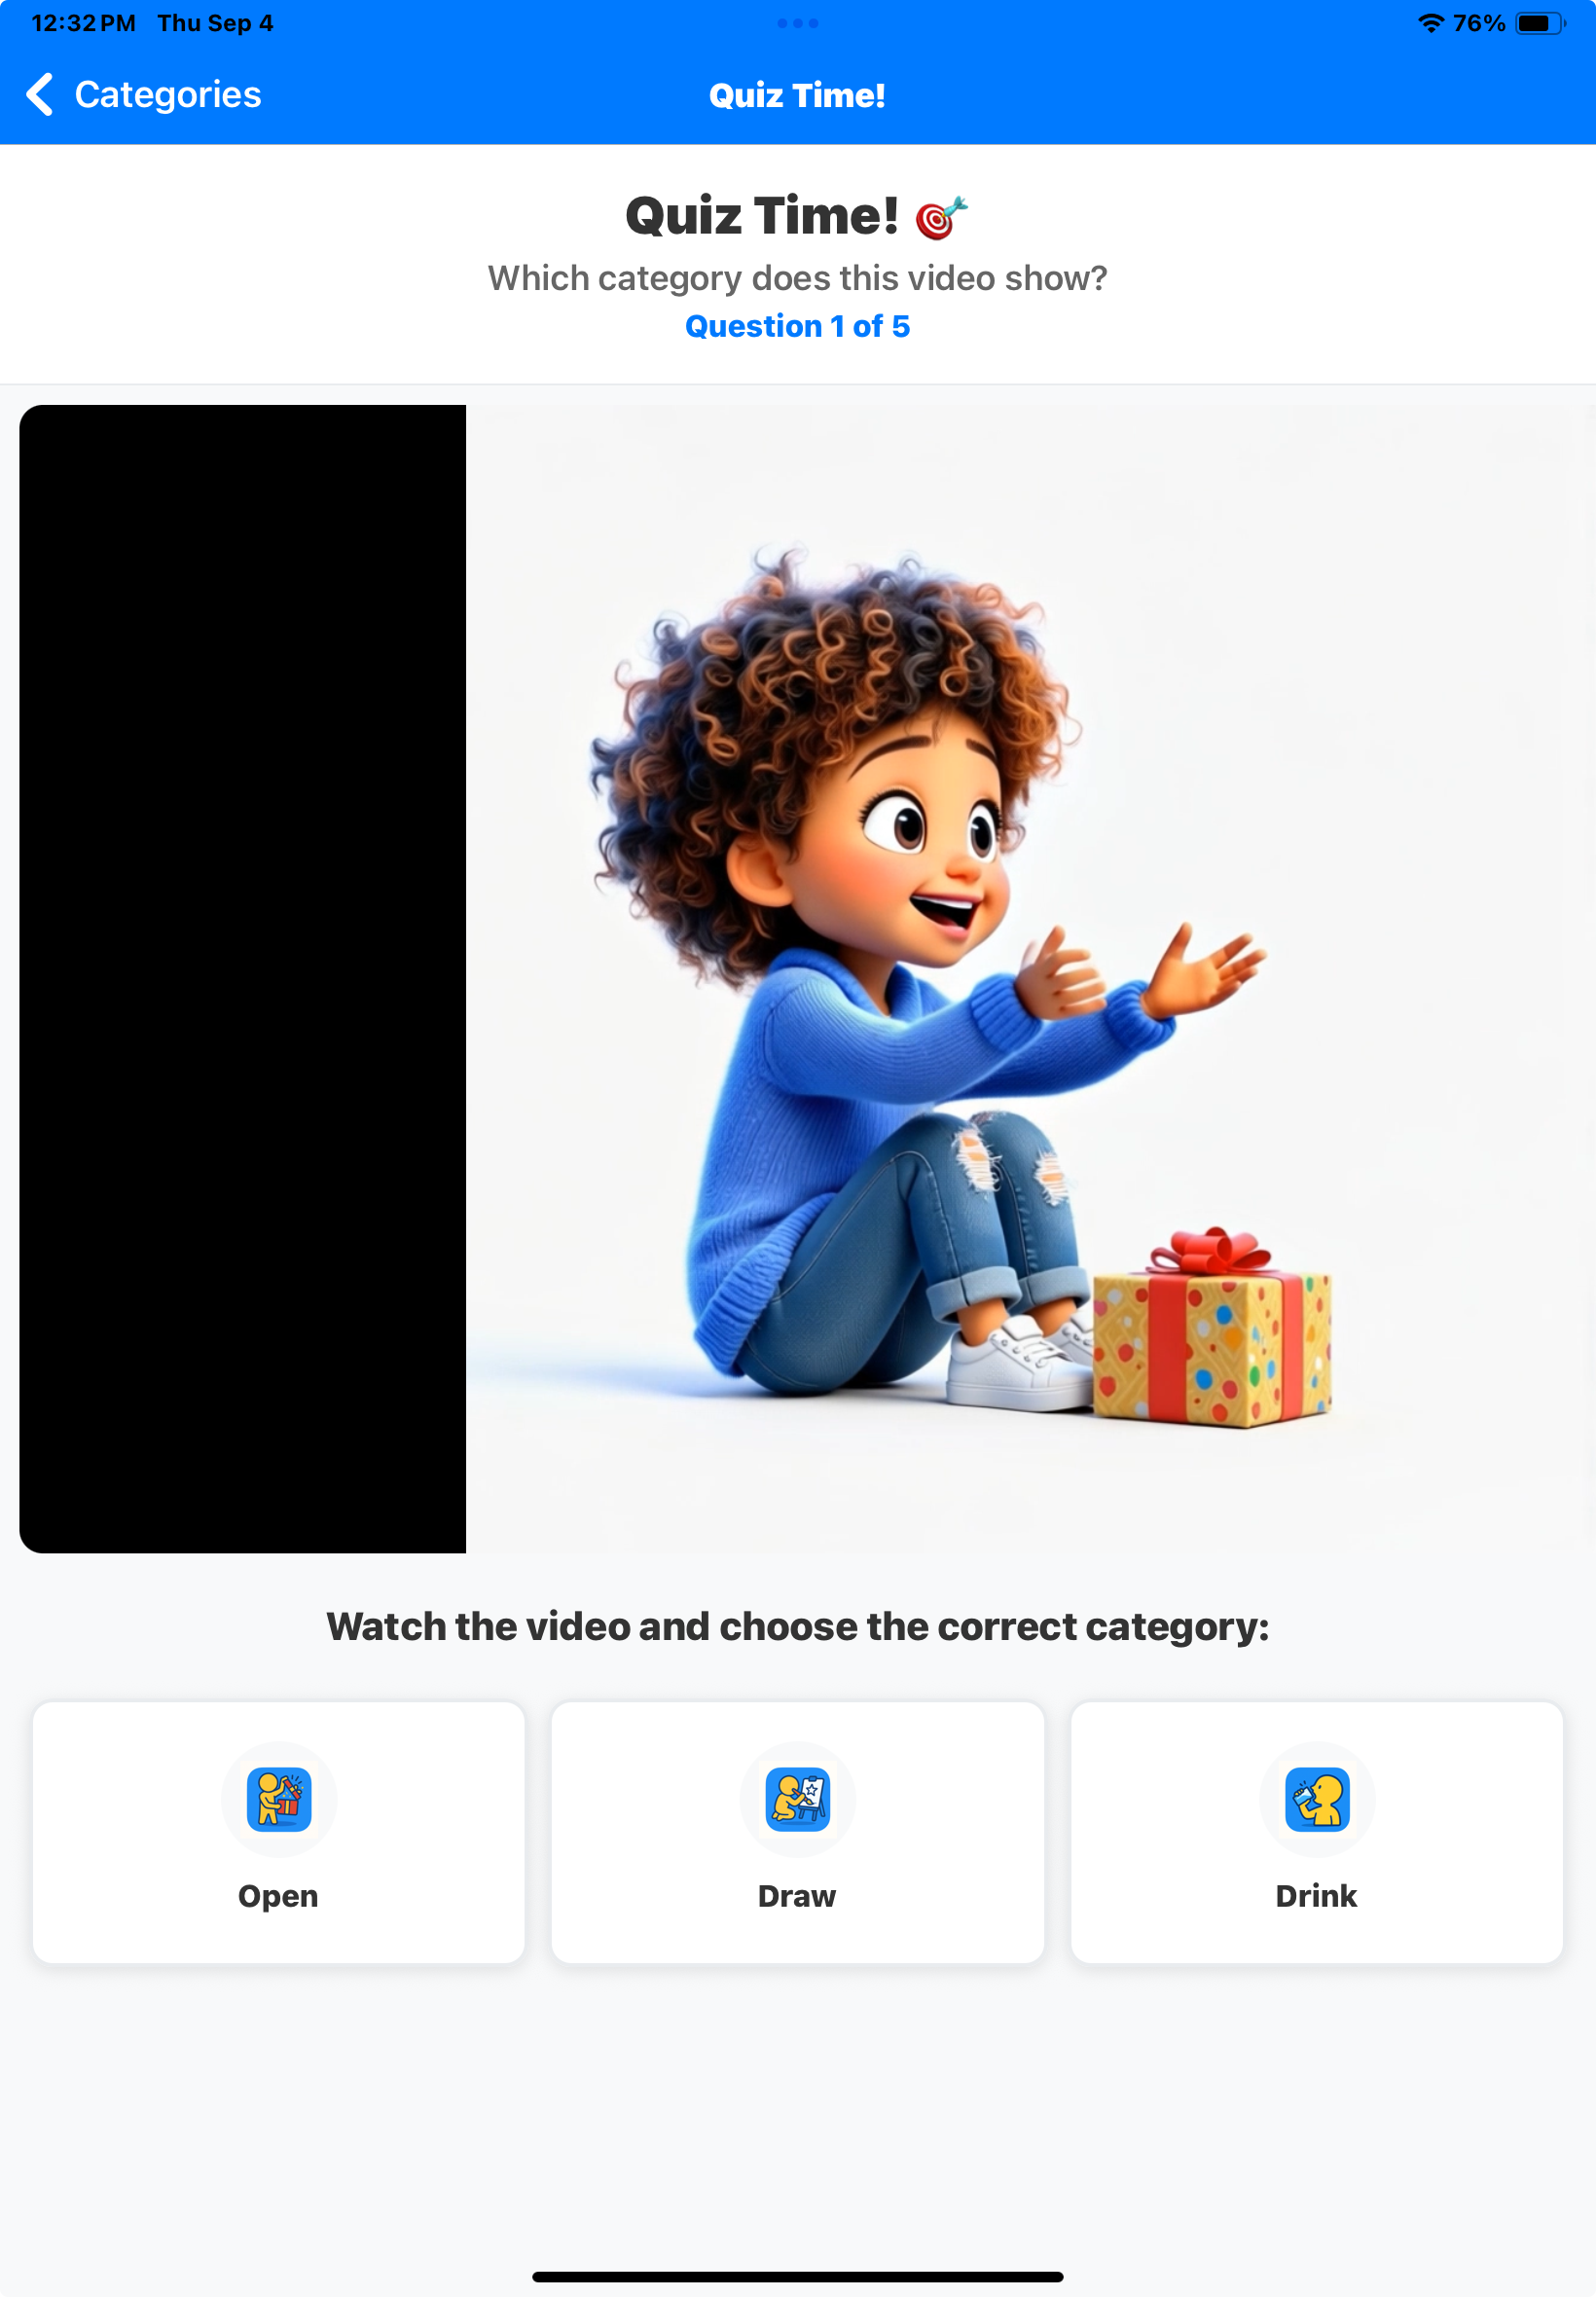 12:32 PM Thu Sep 4
76%
Categories
Quiz Time!
Quiz Time! 🎯
Which category does this video show?
Question 1 of 5
Watch the video and choose the correct category:
Open
Draw
Drink